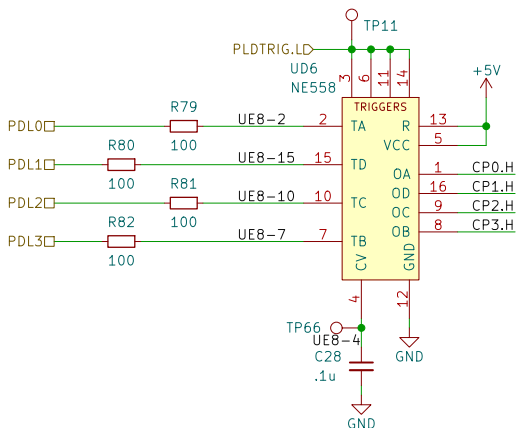 TP11
PLDTRIG.L
UD6
NE558
+5V
3
6
11
14
TRIGGERS
R79
PDL0
100
UE8-2
2
TA
R
13
VCC
5
R80
PDL1
100
UE8-15
15
TD
OA
1
CP0.H
R81
PDL2
100
UE8-10
10
TC
OD
16
CP1.H
OC
9
CP2.H
R82
PDL3
100
UE8-7
7
TB
OB
8
CP3.H
CV
GND
4
12
TP66
UE8-4
C28
.1u
GND
GND